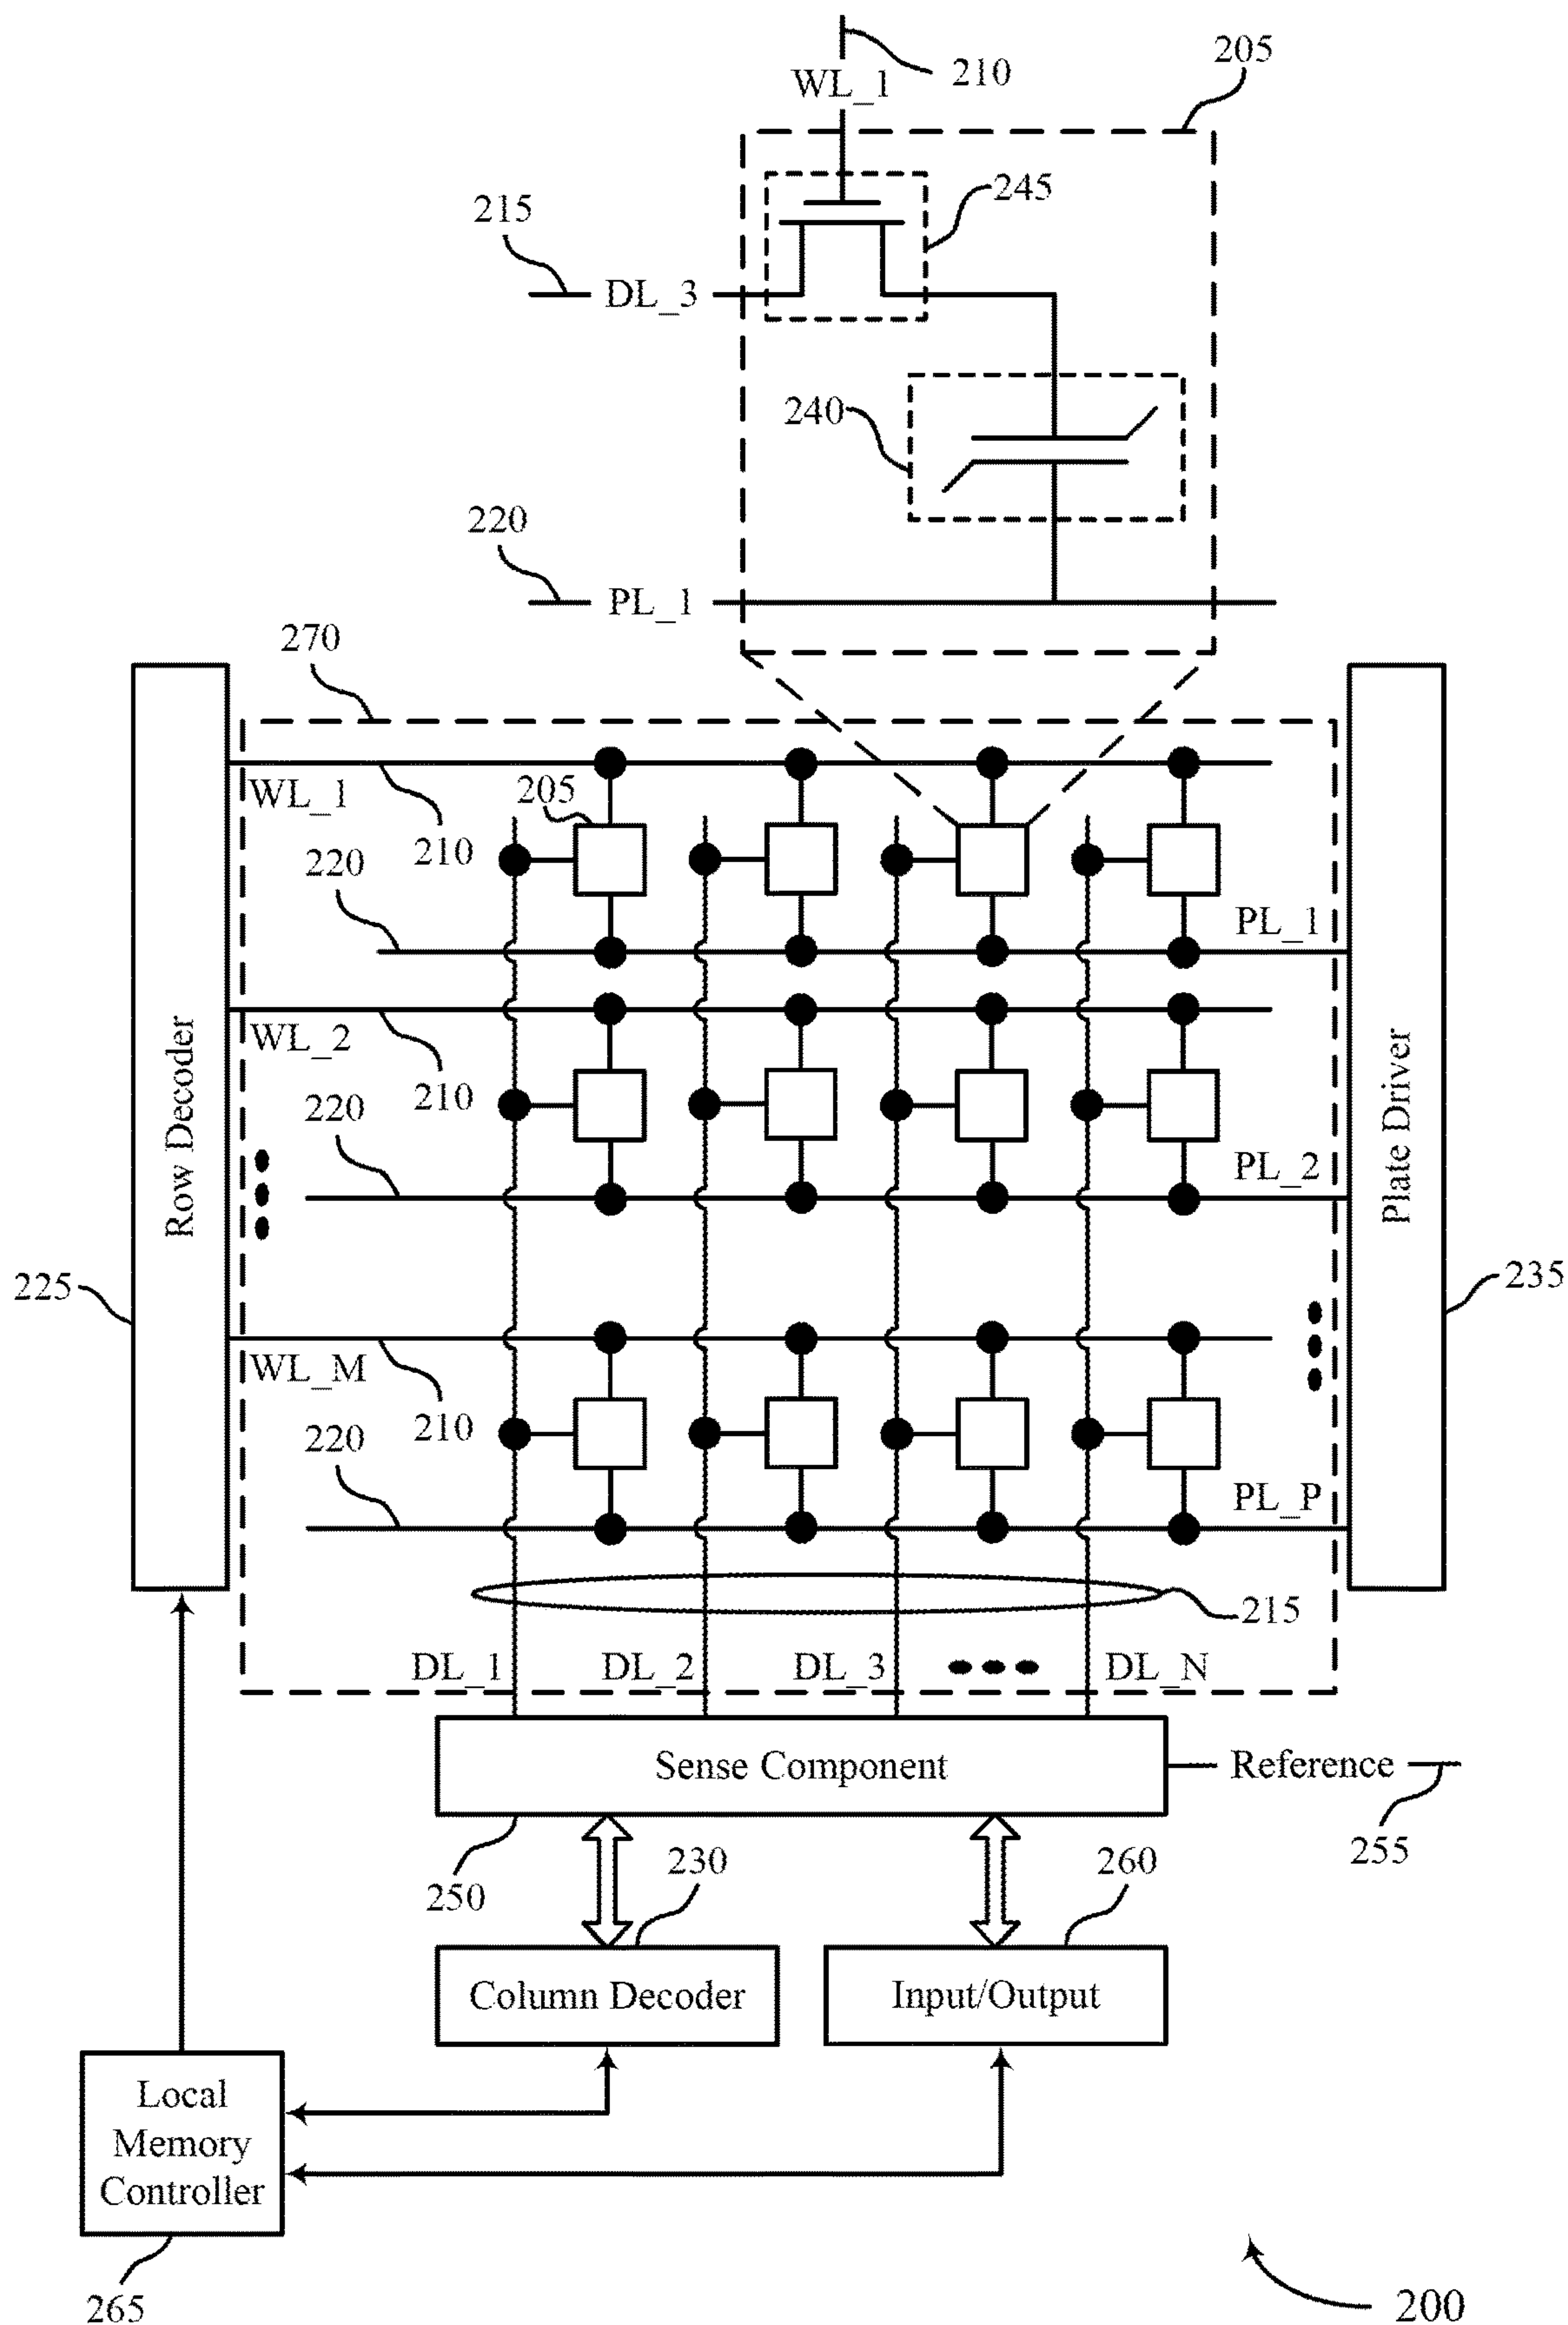 210
205
WL_1
245
215
DL_3
240
220
PL_1
270
WL_1
205
210
220
PL_1
WL_2
210
220
PL_2
Row Decoder
Plate Driver
225
235
WL_M
210
220
PL_P
215
DL_1
DL_2
DL_3
DL_N
Sense Component
Reference
255
250
230
260
Column Decoder
Input/Output
Local
Memory
Controller
265
200